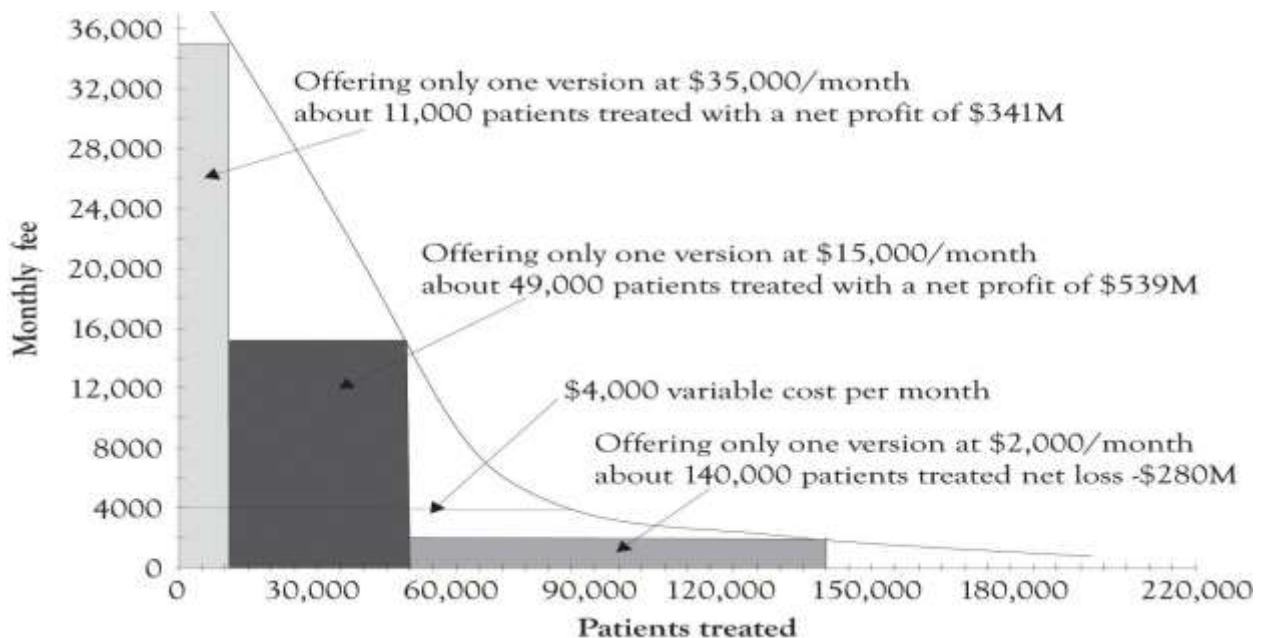 36,000
32,000
28,000
24,000
20,000
16,000
12,000
8000
4000
0
Monthly fee
Offering only one version at $35,000/month
about 11,000 patients treated with a net profit of $341M
Offering only one version at $15,000/month
about 49,000 patients treated with a net profit of $539M
$4,000 variable cost per month
Offering only one version at $2,000/month
about 140,000 patients treated net loss -$280M
0 30,000 60,000 90,000 120,000 150,000 180,000 220,000
Patients treated